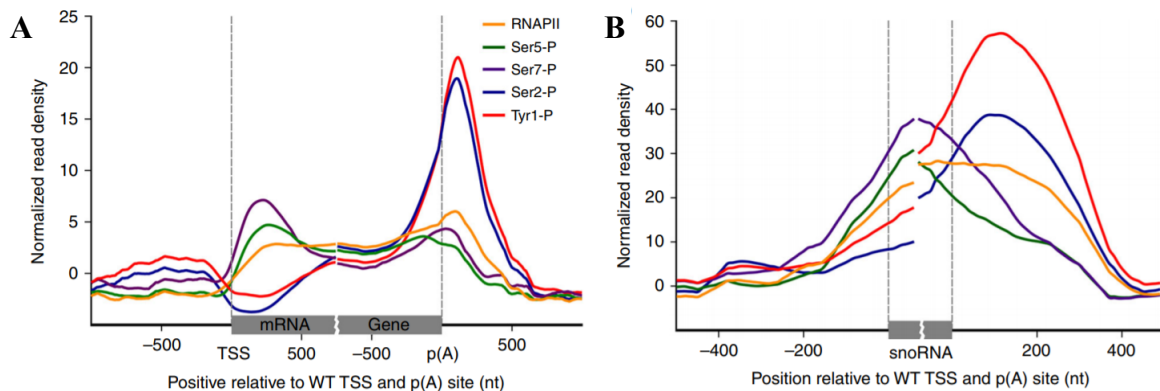 A
Normalized read density
25
20
15
10
5
0
RNAPII
Ser5-P
Ser7-P
Ser2-P
Tyr1-P
mRNA
Gene
−500
TSS
500
−500
p(A)
500
Positive relative to WT TSS and p(A) site (nt)
B
Normalized read density
60
50
40
30
20
10
0
−400
−200
snoRNA
200
400
Position relative to WT TSS and p(A) site (nt)